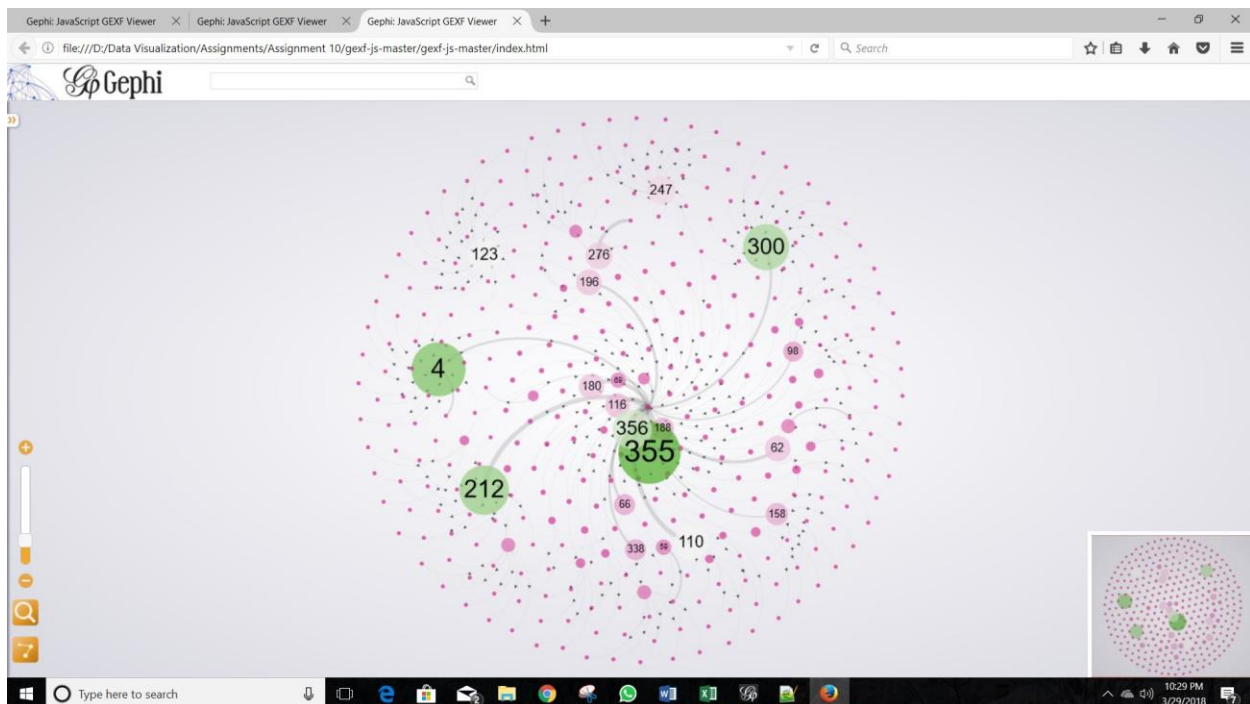 Gephi: JavaScript GEXF Viewer
Gephi: JavaScript GEXF Viewer
Gephi: JavaScript GEXF Viewer
file:///D:/Data Visualization/Assignments/Assignment 10/gexf-js-master/gexf-js-master/index.html
Search
Gephi
247
300
123
276
196
98
4
180
116
356
188
355
62
212
66
158
110
338
Type here to search
10:29 PM
3/29/2018